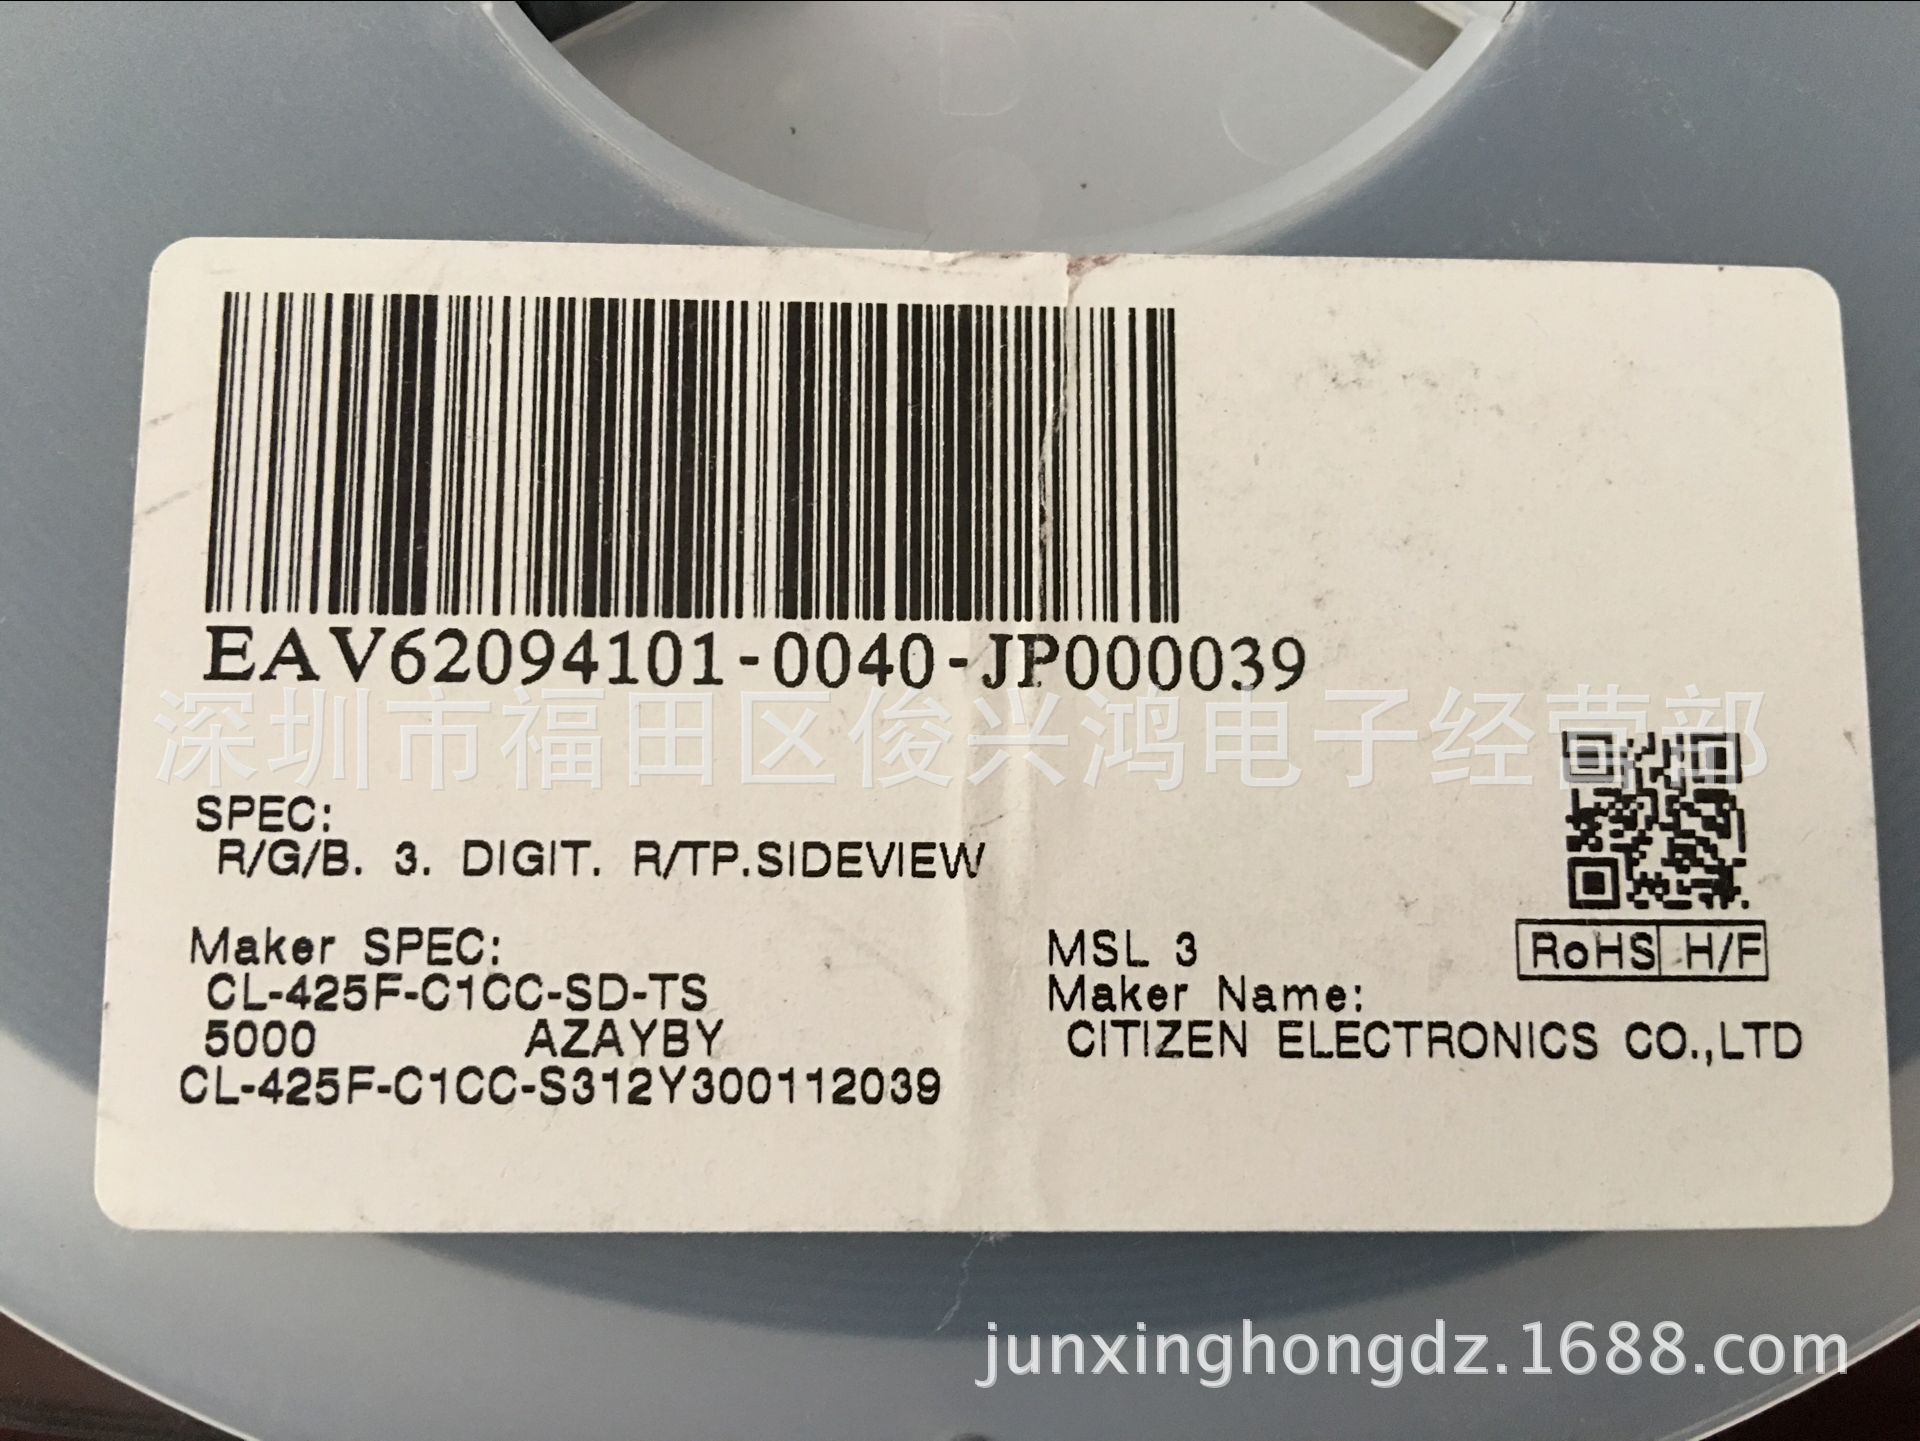 EAV62094101-0040-JP000039
深圳市福田区俊兴鸿电子经营部
SPEC:
R/G/B. 3. DIGIT. R/TP.SIDEVIEW
Maker SPEC:
CL-425F-C1CC-SD-TS
5000 AZAYBY
CL-425F-C1CC-S312Y300112039
MSL 3
RoHS H/F
Maker Name:
CITIZEN ELECTRONICS CO.,LTD
junxinghongdz.1688.com